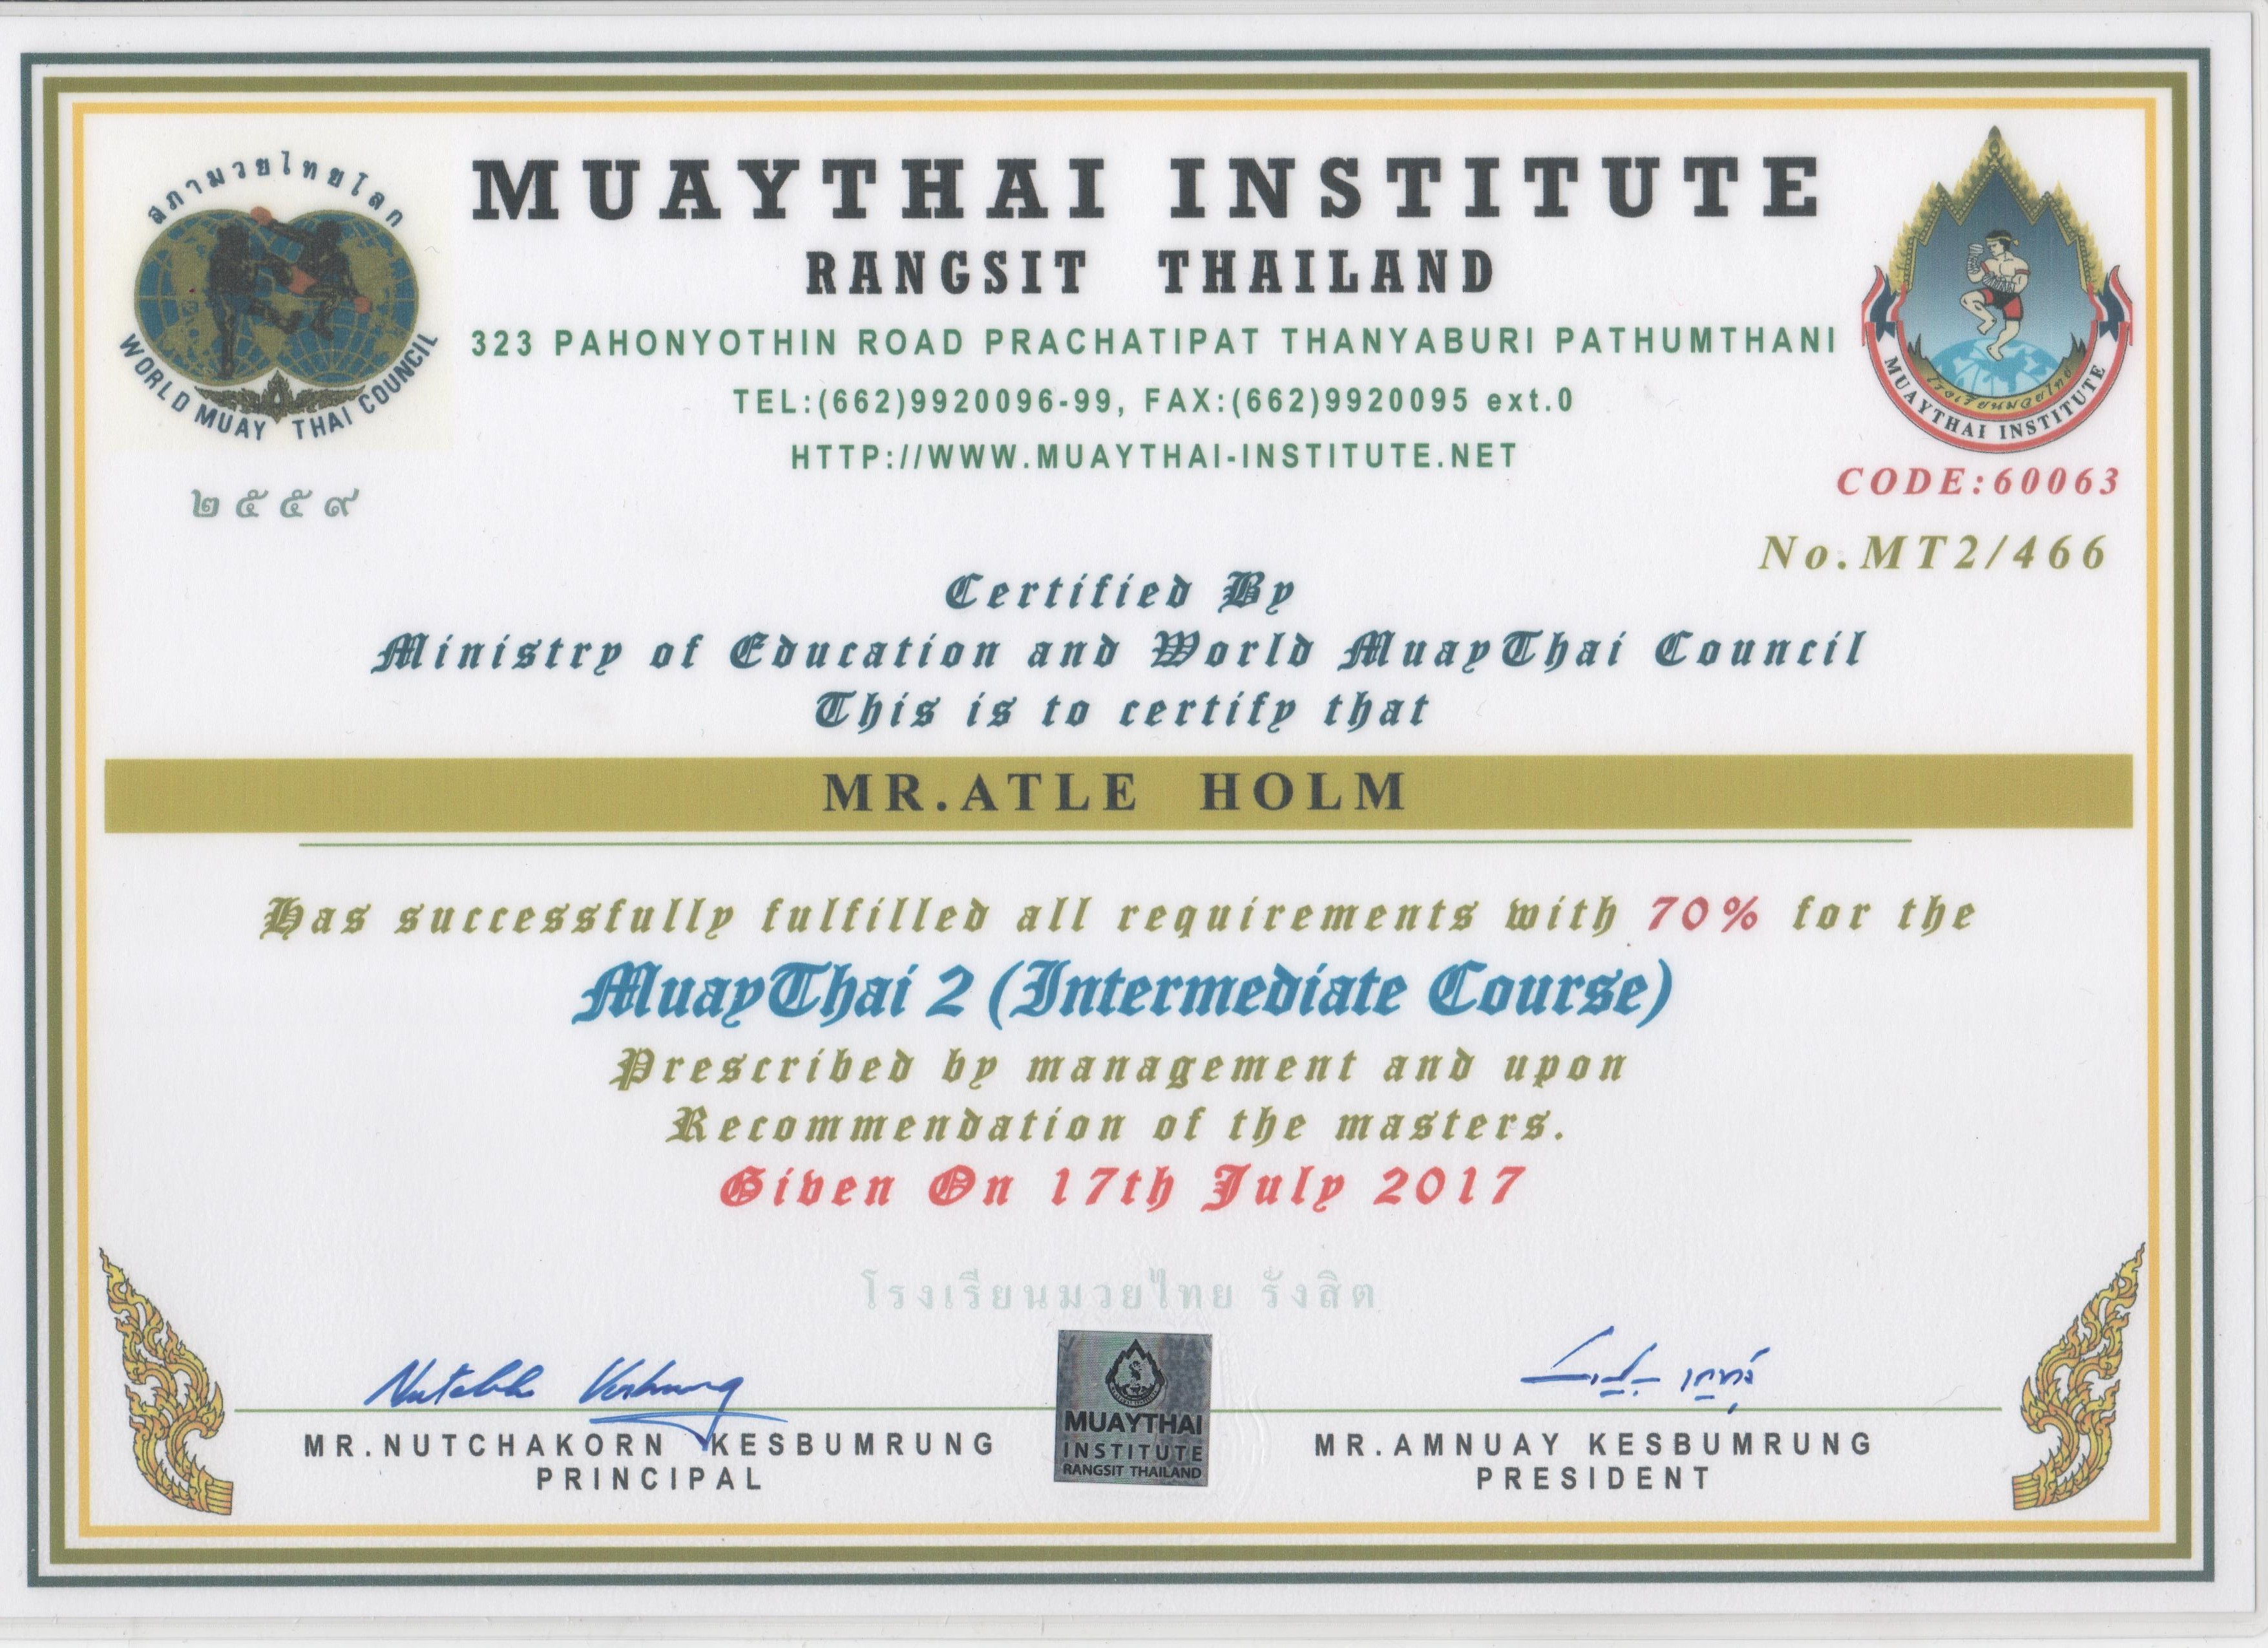 สภามวยไทยโลก
WORLD MUAY THAI COUNCIL
๒๕๕๙
MUAYTHAI INSTITUTE
RANGSIT THAILAND
323 PAHONYOTHIN ROAD PRACHATIPAT THANYABURI PATHUMTHANI
TEL:(662)9920096-99, FAX:(662)9920095 ext.0
HTTP://WWW.MUAYTHAI-INSTITUTE.NET
โรงเรียนมวยไทย
MUAYTHAI INSTITUTE
CODE:60063
No.MT2/466
Certified By
Ministry of Education and World MuayThai Council
This is to certify that
MR.ATLE HOLM
Has successfully fulfilled all requirements with 70% for the
MuayThai 2 (Intermediate Course)
Prescribed by management and upon
Recommendation of the masters.
Given On 17th July 2017
โรงเรียนมวยไทย รังสิต
MUAYTHAI
INSTITUTE
RANGSIT THAILAND
MR.NUTCHAKORN KESBUMRUNG
PRINCIPAL
MR.AMNUAY KESBUMRUNG
PRESIDENT